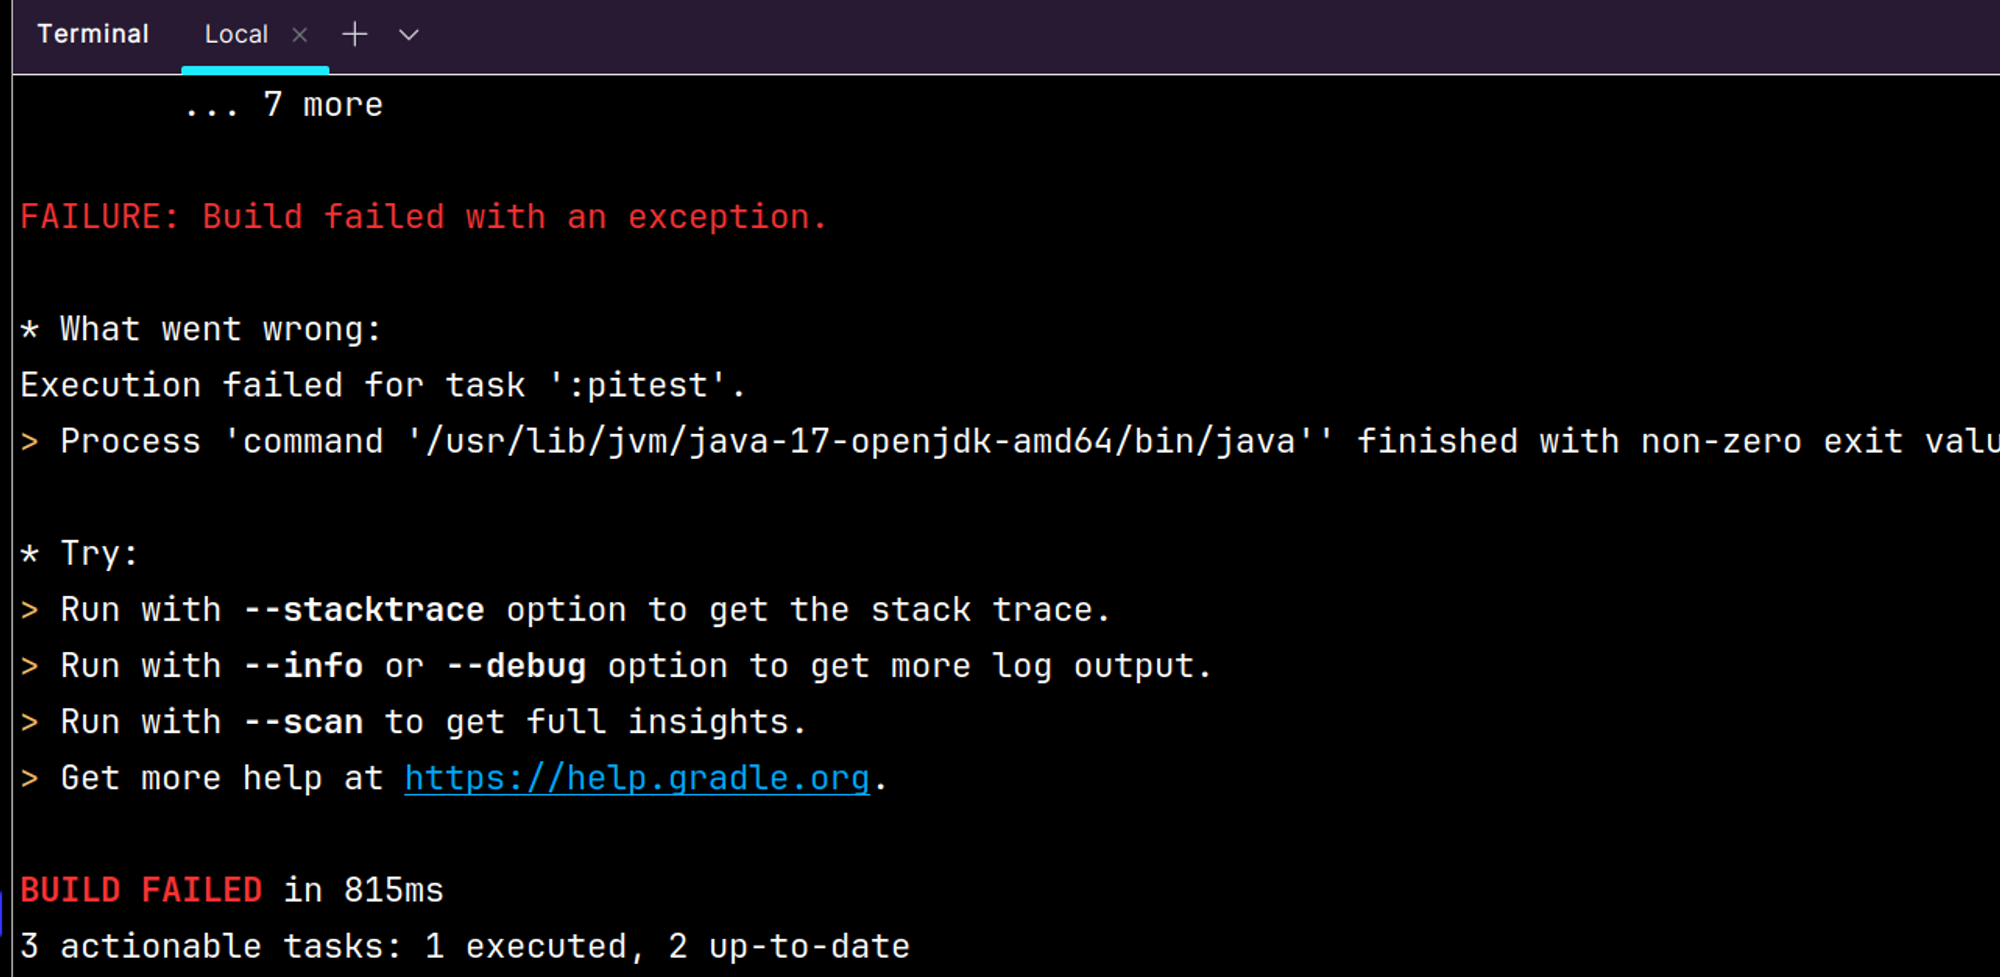 Terminal Local
... 7 more
FAILURE: Build failed with an exception.
* What went wrong:
Execution failed for task ':pitest'.
> Process 'command '/usr/lib/jvm/java-17-openjdk-amd64/bin/java'' finished with non-zero exit valu
* Try:
> Run with --stacktrace option to get the stack trace.
> Run with --info or --debug option to get more log output.
> Run with --scan to get full insights.
> Get more help at https://help.gradle.org.
BUILD FAILED in 815ms
3 actionable tasks: 1 executed, 2 up-to-date